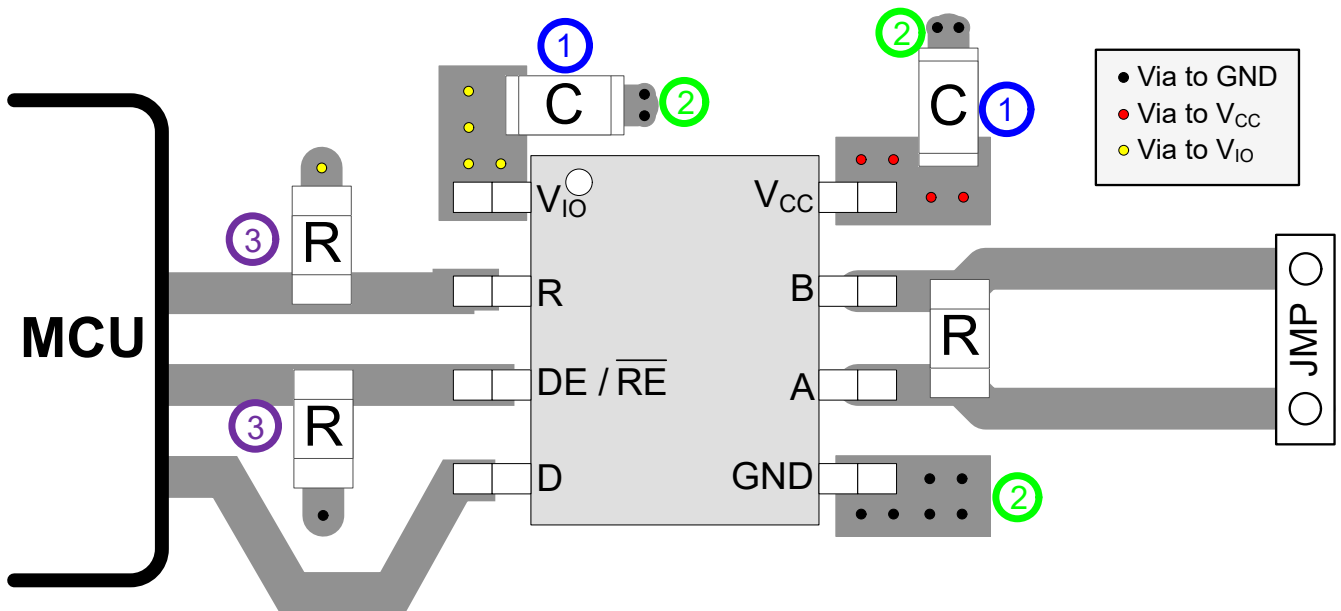 1
2
C
2
2
C
1
Via to GND
Via to VCC
Via to VIO
VIO
VCC
3
R
R
B
MCU
R
JMP
DE / R̅E̅
A
3
R
D
GND
2